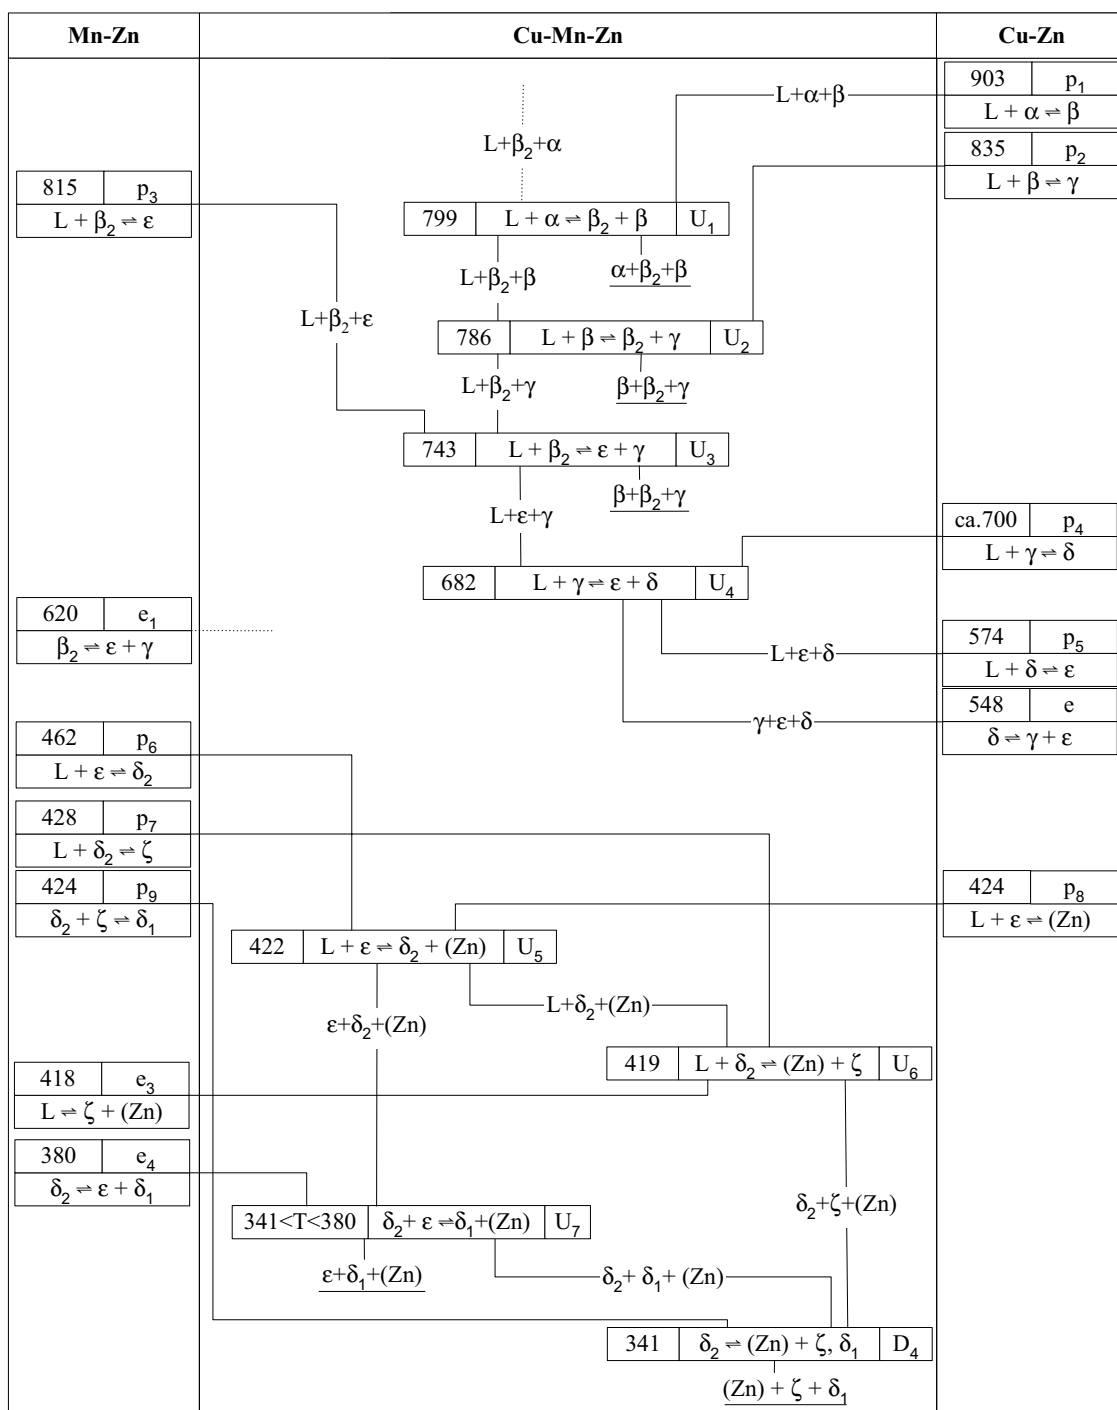 Mn-Zn Cu-Mn-Zn Cu-Zn
903 p₁
L+α+β
L + α ⇌ β
835 p₂
L+β₂+α
L + β ⇌ γ
815 p₃
L + β₂ ⇌ ε
799 L + α ⇌ β₂ + β U₁
L+β₂+β α+β₂+β
L+β₂+ε
786 L + β ⇌ β₂ + γ U₂
L+β₂+γ β+β₂+γ
743 L + β₂ ⇌ ε + γ U₃
L+ε+γ β+β₂+γ
ca.700 p₄
L + γ ⇌ δ
682 L + γ ⇌ ε + δ U₄
620 e₁
β₂ ⇌ ε + γ
574 p₅
L+ε+δ
L + δ ⇌ ε
548 e
γ+ε+δ
δ ⇌ γ + ε
462 p₆
L + ε ⇌ δ₂
428 p₇
L + δ₂ ⇌ ζ
424 p₉
δ₂ + ζ ⇌ δ₁
424 p₈
L + ε ⇌ (Zn)
422 L + ε ⇌ δ₂ + (Zn) U₅
L+δ₂+(Zn)
ε+δ₂+(Zn)
419 L + δ₂ ⇌ (Zn) + ζ U₆
418 e₃
L ⇌ ζ + (Zn)
380 e₄
δ₂ ⇌ ε + δ₁
δ₂+ζ+(Zn)
341<T<380 δ₂+ ε ⇌δ₁+(Zn) U₇
ε+δ₁+(Zn) δ₂+ δ₁+ (Zn)
341 δ₂ ⇌ (Zn) + ζ, δ₁ D₄
(Zn) + ζ + δ₁